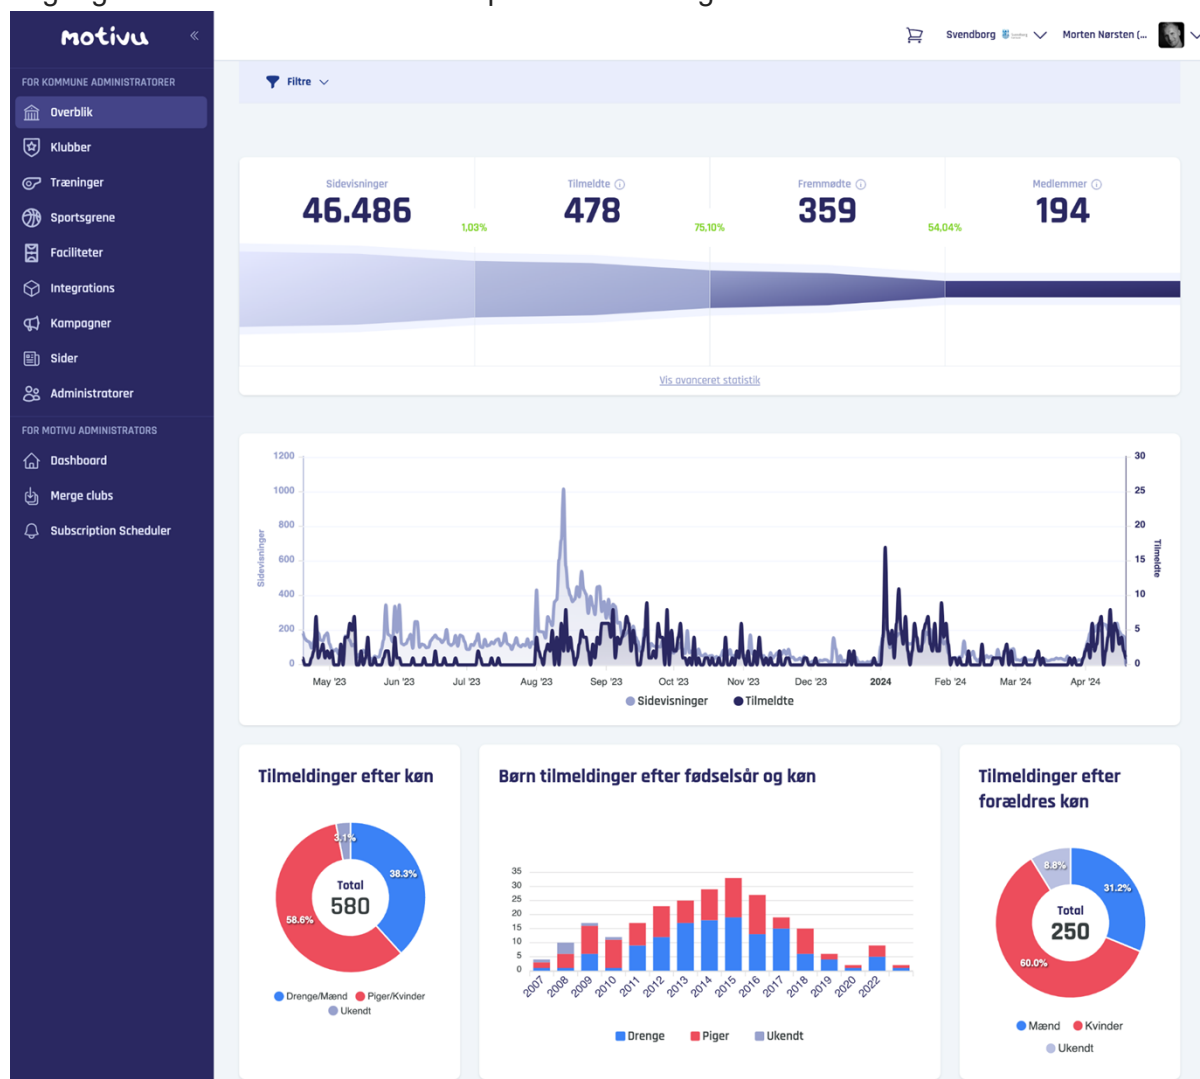 motivu
Svendborg
Morten Nørsten (...
FOR KOMMUNE ADMINISTRATORER
Overblik
Klubber
Træninger
Sportsgrene
Faciliteter
Integrations
Kampagner
Sider
Administratorer
FOR MOTIVU ADMINISTRATORS
Dashboard
Merge clubs
Subscription Scheduler
Filtre
Sidevisninger
46.486
1,03%
Tilmeldte
478
75,10%
Fremmødte
359
54,04%
Medlemmer
194
Vis avanceret statistik
1200
1000
800
600
400
200
0
Sidevisninger
30
25
20
15
10
5
0
Tilmeldte
May '23 Jun '23 Jul '23 Aug '23 Sep '23 Oct '23 Nov '23 Dec '23 2024 Feb '24 Mar '24 Apr '24
Sidevisninger Tilmeldte
Tilmeldinger efter køn
3.1%
38.3%
58.6%
Total
580
Drenge/Mænd Piger/Kvinder
Ukendt
Børn tilmeldinger efter fødselsår og køn
35
30
25
20
15
10
5
0
2007 2008 2009 2010 2011 2012 2013 2014 2015 2016 2017 2018 2019 2020 2022
Drenge Piger Ukendt
Tilmeldinger efter
forældres køn
8.8%
31.2%
60.0%
Total
250
Mænd Kvinder
Ukendt